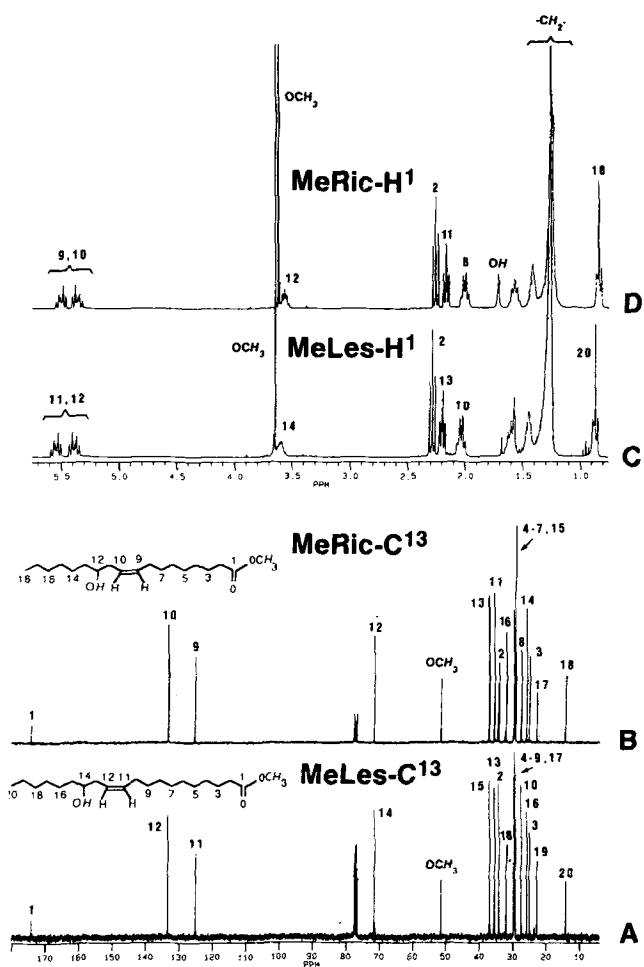 -CH2-
OCH3
18
MeRic-H1
2
11
9, 10
12
8
OH
D
MeLes-H1
2
OCH3
20
11, 12
13
10
14
C
5.5 5.0 4.5 4.0 3.5 3.0 2.5 2.0 1.5 1.0
PPM PPM
MeRic-C13
4-7, 15
12 10 9 1 OCH3
18 16 14 7 5 3
OH H H O
11
13
14
10
12
16
9
2
8
3
OCH3
18
17
1
B
MeLes-C13
4-9, 17
14 12 11 1 OCH3
20 18 16 9 7 5 3
OH H H O
13
15
2
10
12
14
16
18
3
11
19
OCH3
20
1
A
170 160 150 140 130 120 110 100 90 80 70 60 50 40 30 20 10
PPM PPM